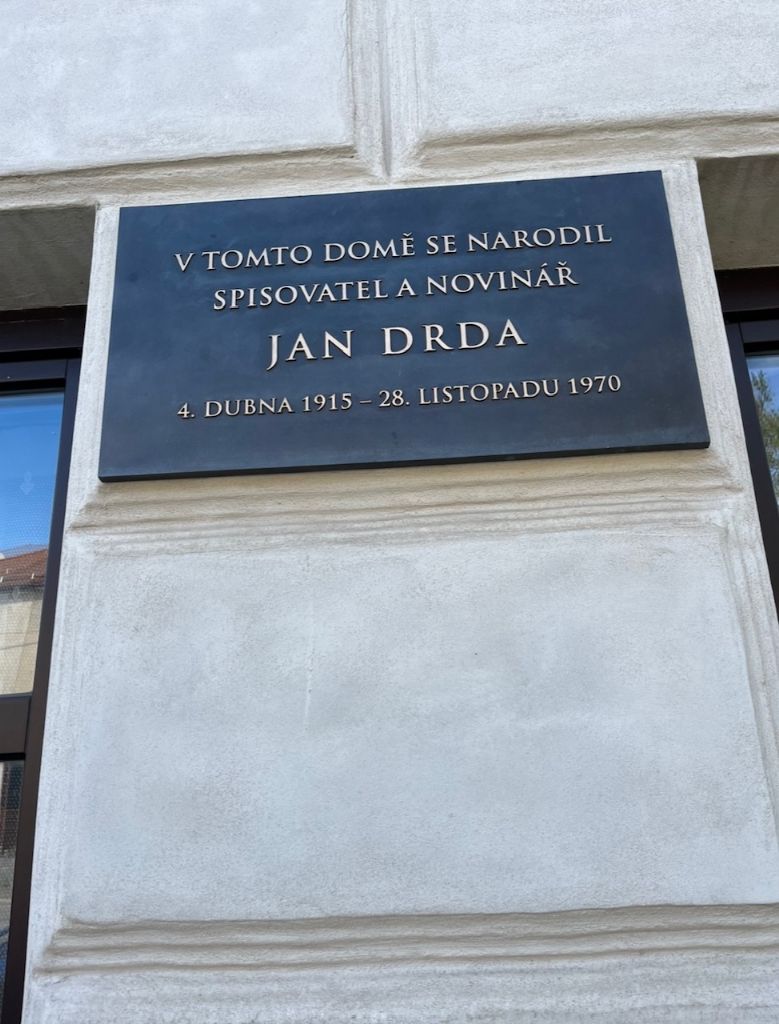 V TOMTO DOMĚ SE NARODIL
SPISOVATEL A NOVINÁŘ
JAN DRDA
4. DUBNA 1915 – 28. LISTOPADU 1970